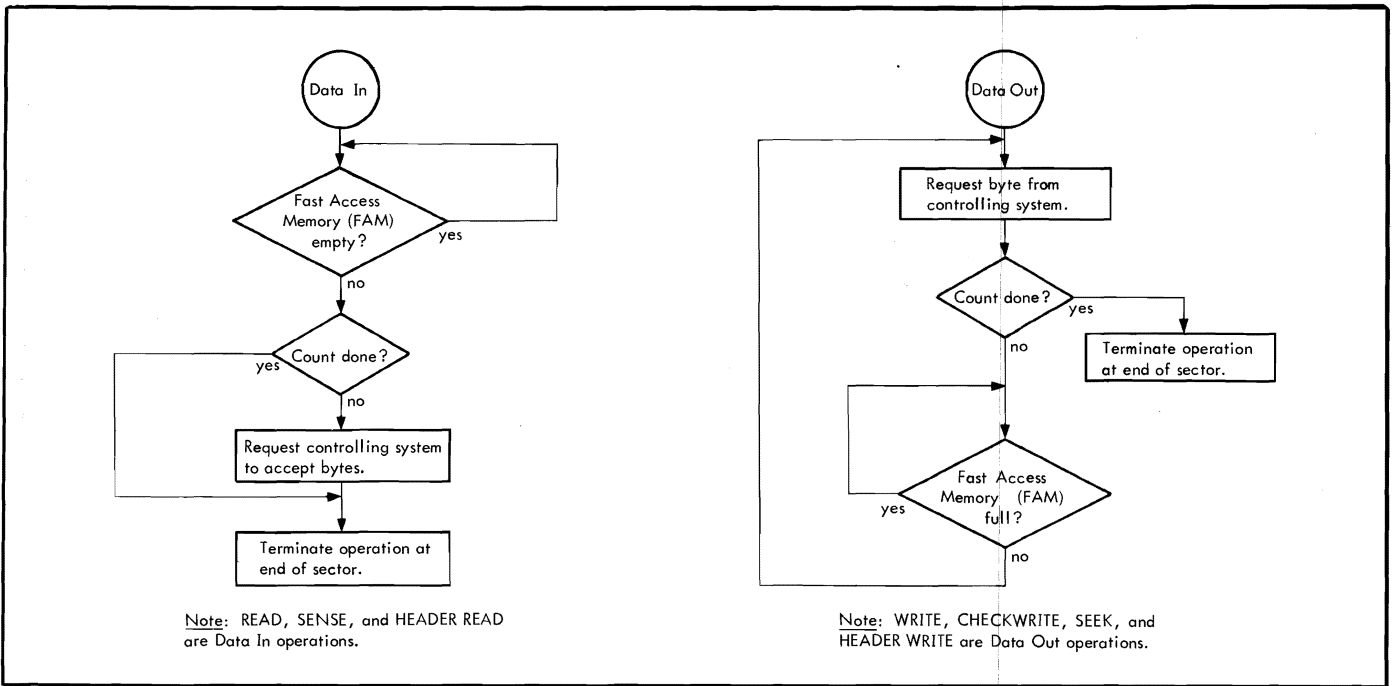 Data In
Fast Access
Memory (FAM)
empty?
yes
no
Count done?
yes
no
Request controlling system
to accept bytes.
Terminate operation at
end of sector.
Note: READ, SENSE, and HEADER READ
are Data In operations.
Data Out
Request byte from
controlling system.
Count done?
yes
no
Terminate operation
at end of sector.
Fast Access
Memory (FAM)
full?
yes
no
Note: WRITE, CHECKWRITE, SEEK, and
HEADER WRITE are Data Out operations.